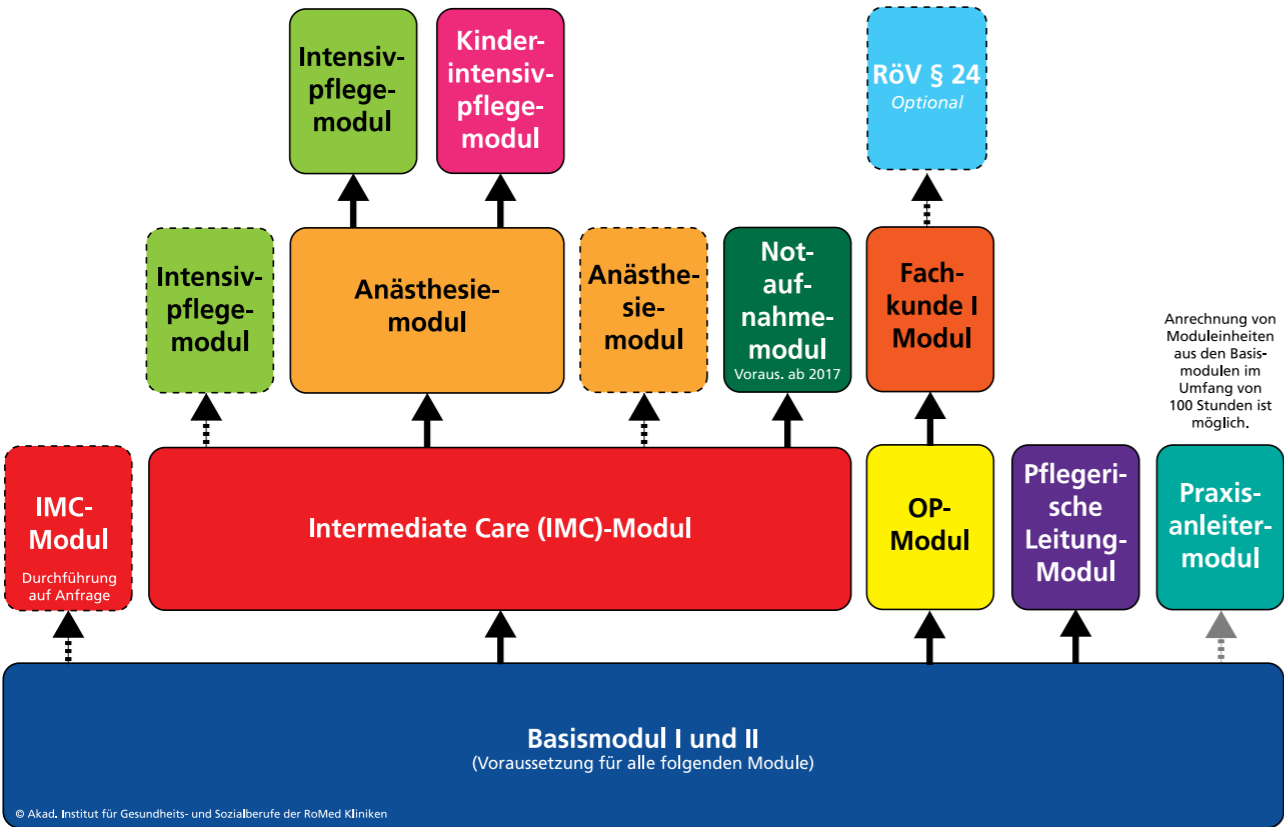 Intensiv-
pflege-
modul
Kinder-
intensiv-
pflege-
modul
RöV § 24
Optional
Intensiv-
pflege-
modul
Anästhesie-
modul
Anästhe-
sie-
modul
Not-
auf-
nahme-
modul
Voraus. ab 2017
Fach-
kunde I
Modul
Anrechnung von
Moduleinheiten
aus den Basis-
modulen im
Umfang von
100 Stunden ist
möglich.
IMC-
Modul
Durchführung
auf Anfrage
Intermediate Care (IMC)-Modul
OP-
Modul
Pflegeri-
sche
Leitung-
Modul
Praxis-
anleiter-
modul
Basismodul I und II
(Voraussetzung für alle folgenden Module)
© Akad. Institut für Gesundheits- und Sozialberufe der RoMed Kliniken